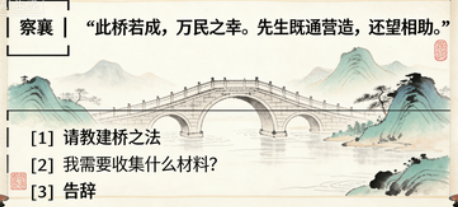 察襄
“此桥若成，万民之幸。先生既通营造，还望相助。”
[1] 请教建桥之法
[2] 我需要收集什么材料？
[3] 告辞